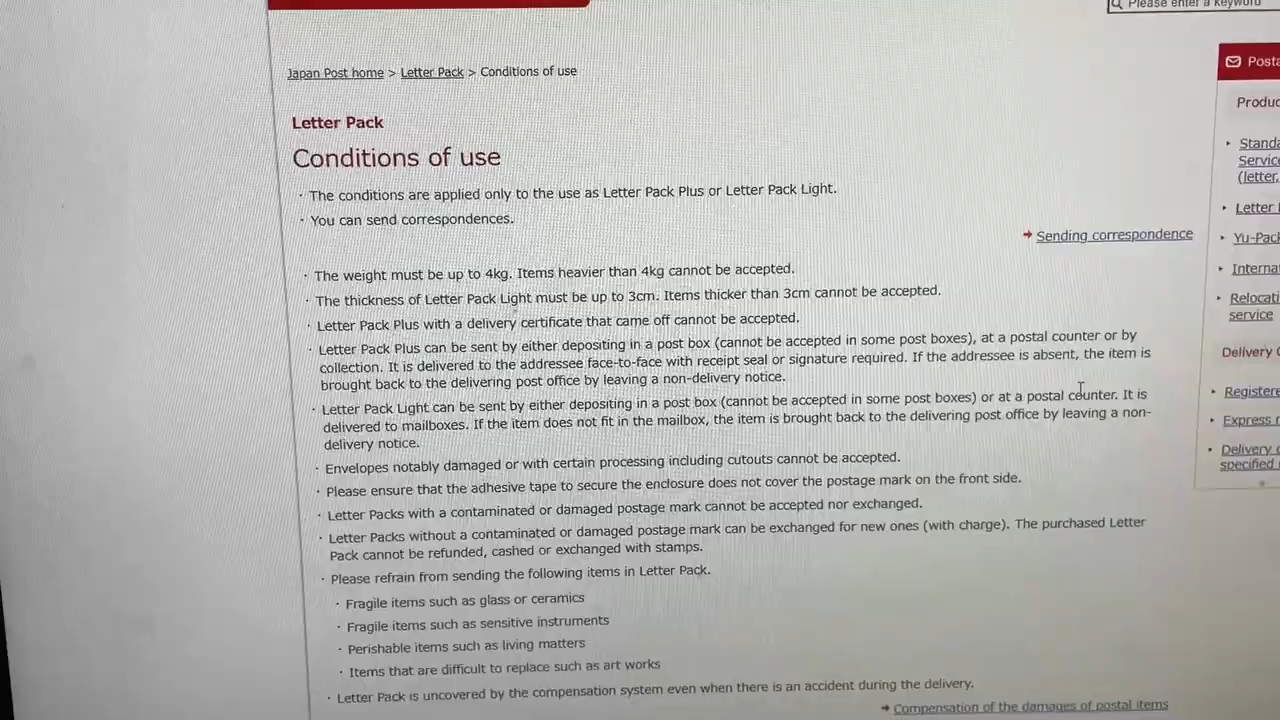 Please enter a keyword
Japan Post home > Letter Pack > Conditions of use
Letter Pack
Conditions of use
· The conditions are applied only to the use as Letter Pack Plus or Letter Pack Light.
· You can send correspondences.
Sending correspondence
· The weight must be up to 4kg. Items heavier than 4kg cannot be accepted.
· The thickness of Letter Pack Light must be up to 3cm. Items thicker than 3cm cannot be accepted.
· Letter Pack Plus with a delivery certificate that came off cannot be accepted.
· Letter Pack Plus can be sent by either depositing in a post box (cannot be accepted in some post boxes), at a postal counter or by
collection. It is delivered to the addressee face-to-face with receipt seal or signature required. If the addressee is absent, the item is
brought back to the delivering post office by leaving a non-delivery notice.
· Letter Pack Light can be sent by either depositing in a post box (cannot be accepted in some post boxes) or at a postal counter. It is
delivered to mailboxes. If the item does not fit in the mailbox, the item is brought back to the delivering post office by leaving a non-
delivery notice.
· Envelopes notably damaged or with certain processing including cutouts cannot be accepted.
· Please ensure that the adhesive tape to secure the enclosure does not cover the postage mark on the front side.
· Letter Packs with a contaminated or damaged postage mark cannot be accepted nor exchanged.
· Letter Packs without a contaminated or damaged postage mark can be exchanged for new ones (with charge). The purchased Letter
Pack cannot be refunded, cashed or exchanged with stamps.
· Please refrain from sending the following items in Letter Pack.
· Fragile items such as glass or ceramics
· Fragile items such as sensitive instruments
· Perishable items such as living matters
· Items that are difficult to replace such as art works
· Letter Pack is uncovered by the compensation system even when there is an accident during the delivery.
Compensation of the damages of postal items
Posta
Produc
Standa
Service
(letter,
Letter
Yu-Pack
Interna
Relocati
service
Delivery
Registere
Express
Delivery
specified